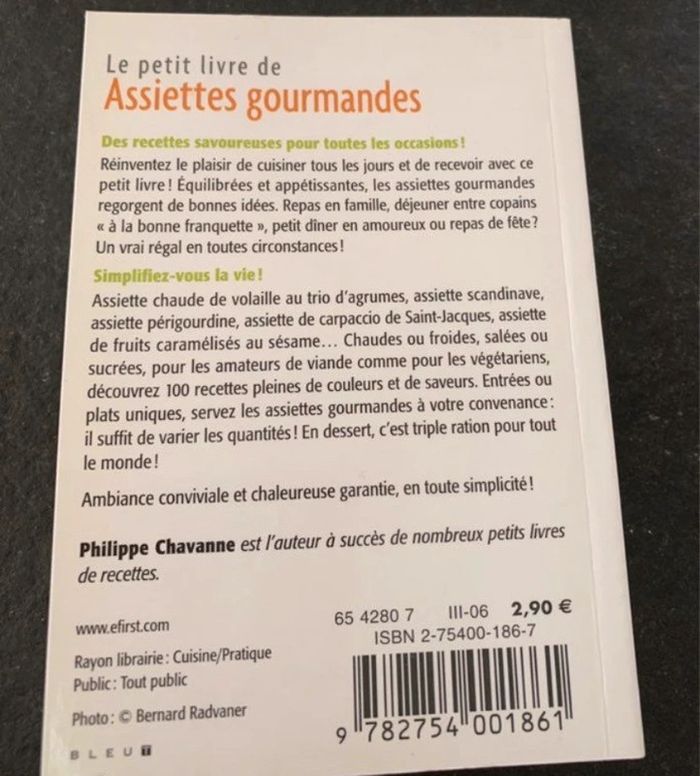 Le petit livre de
Assiettes gourmandes
Des recettes savoureuses pour toutes les occasions !
Réinventez le plaisir de cuisiner tous les jours et de recevoir avec ce
petit livre ! Équilibrées et appétissantes, les assiettes gourmandes
regorgent de bonnes idées. Repas en famille, déjeuner entre copains
« à la bonne franquette », petit dîner en amoureux ou repas de fête ?
Un vrai régal en toutes circonstances !
Simplifiez-vous la vie !
Assiette chaude de volaille au trio d'agrumes, assiette scandinave,
assiette périgourdine, assiette de carpaccio de Saint-Jacques, assiette
de fruits caramélisés au sésame… Chaudes ou froides, salées ou
sucrées, pour les amateurs de viande comme pour les végétariens,
découvrez 100 recettes pleines de couleurs et de saveurs. Entrées ou
plats uniques, servez les assiettes gourmandes à votre convenance :
il suffit de varier les quantités ! En dessert, c'est triple ration pour tout
le monde !
Ambiance conviviale et chaleureuse garantie, en toute simplicité !
Philippe Chavanne est l'auteur à succès de nombreux petits livres
de recettes.
www.efirst.com
Rayon librairie : Cuisine/Pratique
Public : Tout public
Photo : © Bernard Radvaner
BLEUT
65 4280 7 III-06 2,90 €
ISBN 2-75400-186-7
9 782754 001861